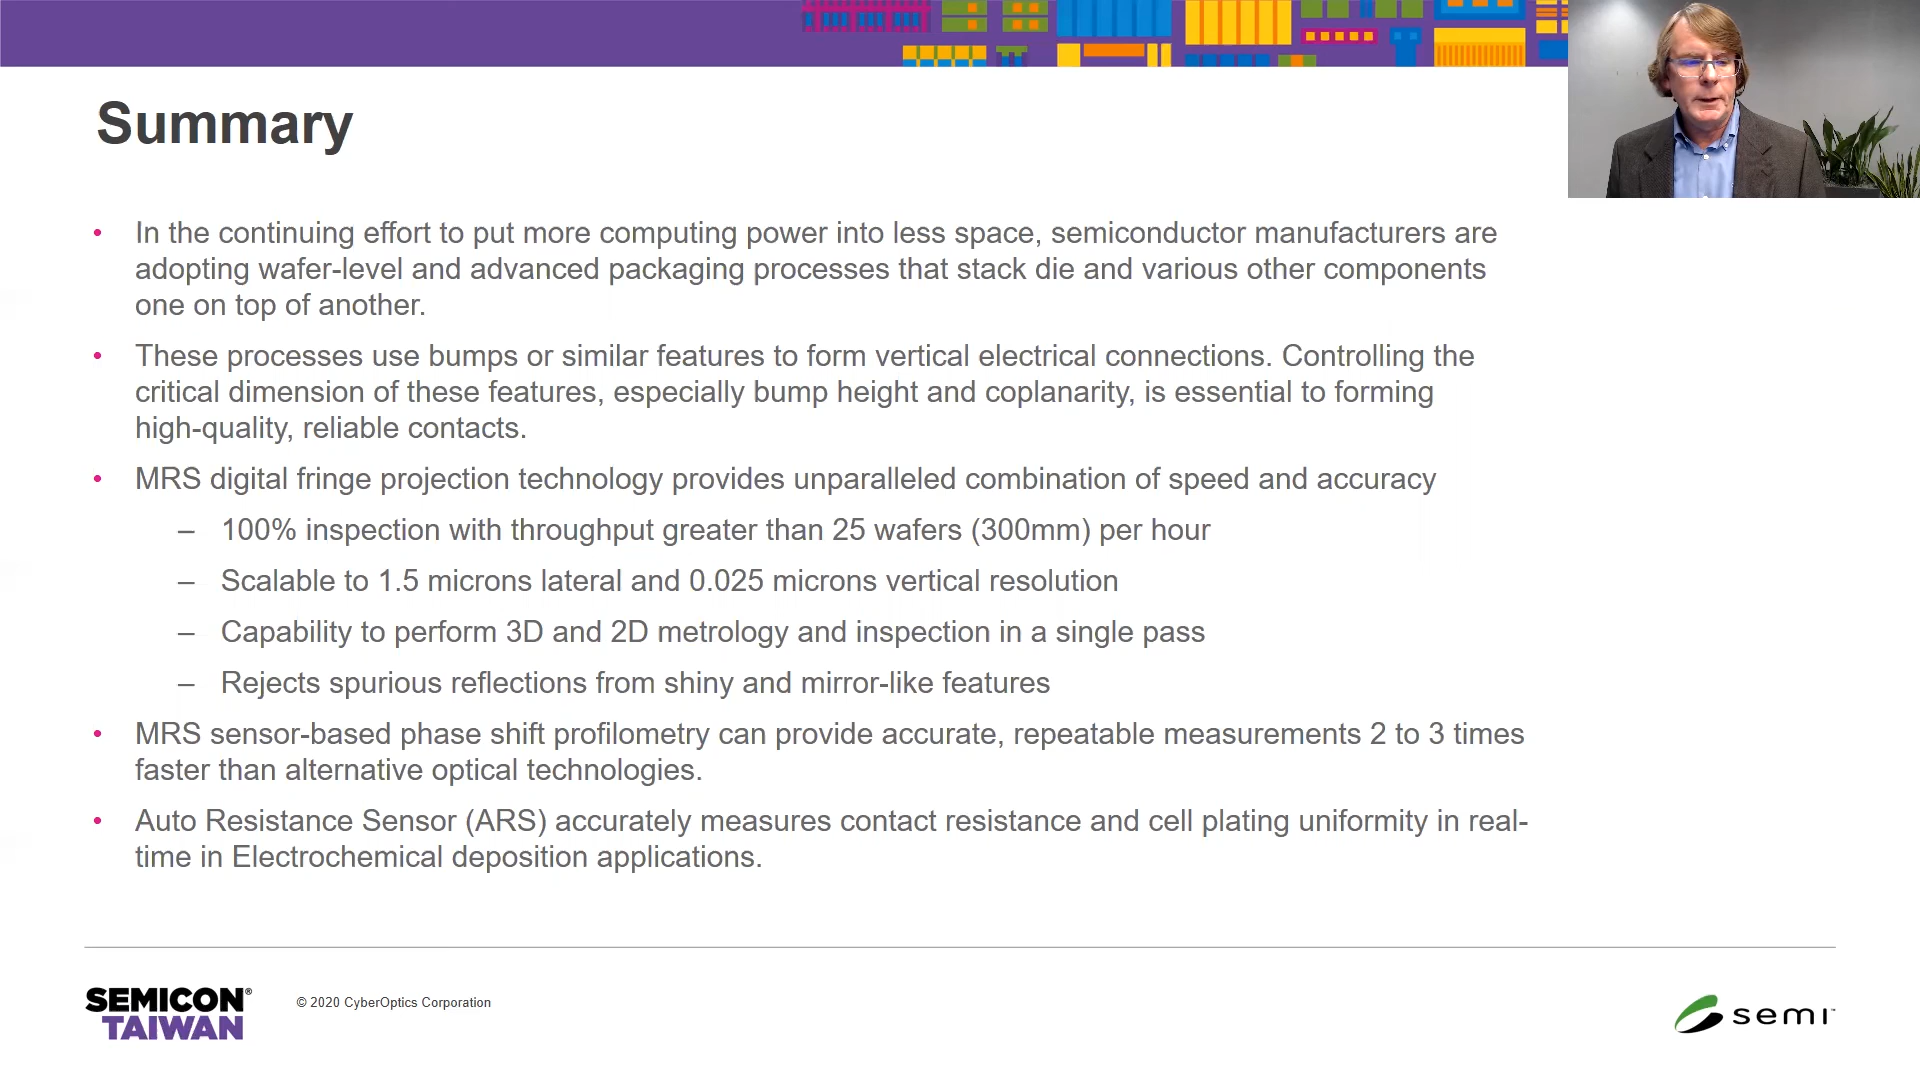 Summary
• In the continuing effort to put more computing power into less space, semiconductor manufacturers are
adopting wafer-level and advanced packaging processes that stack die and various other components
one on top of another.
• These processes use bumps or similar features to form vertical electrical connections. Controlling the
critical dimension of these features, especially bump height and coplanarity, is essential to forming
high-quality, reliable contacts.
• MRS digital fringe projection technology provides unparalleled combination of speed and accuracy
– 100% inspection with throughput greater than 25 wafers (300mm) per hour
– Scalable to 1.5 microns lateral and 0.025 microns vertical resolution
– Capability to perform 3D and 2D metrology and inspection in a single pass
– Rejects spurious reflections from shiny and mirror-like features
• MRS sensor-based phase shift profilometry can provide accurate, repeatable measurements 2 to 3 times
faster than alternative optical technologies.
• Auto Resistance Sensor (ARS) accurately measures contact resistance and cell plating uniformity in real-
time in Electrochemical deposition applications.
SEMICON®
TAIWAN
© 2020 CyberOptics Corporation
semi™